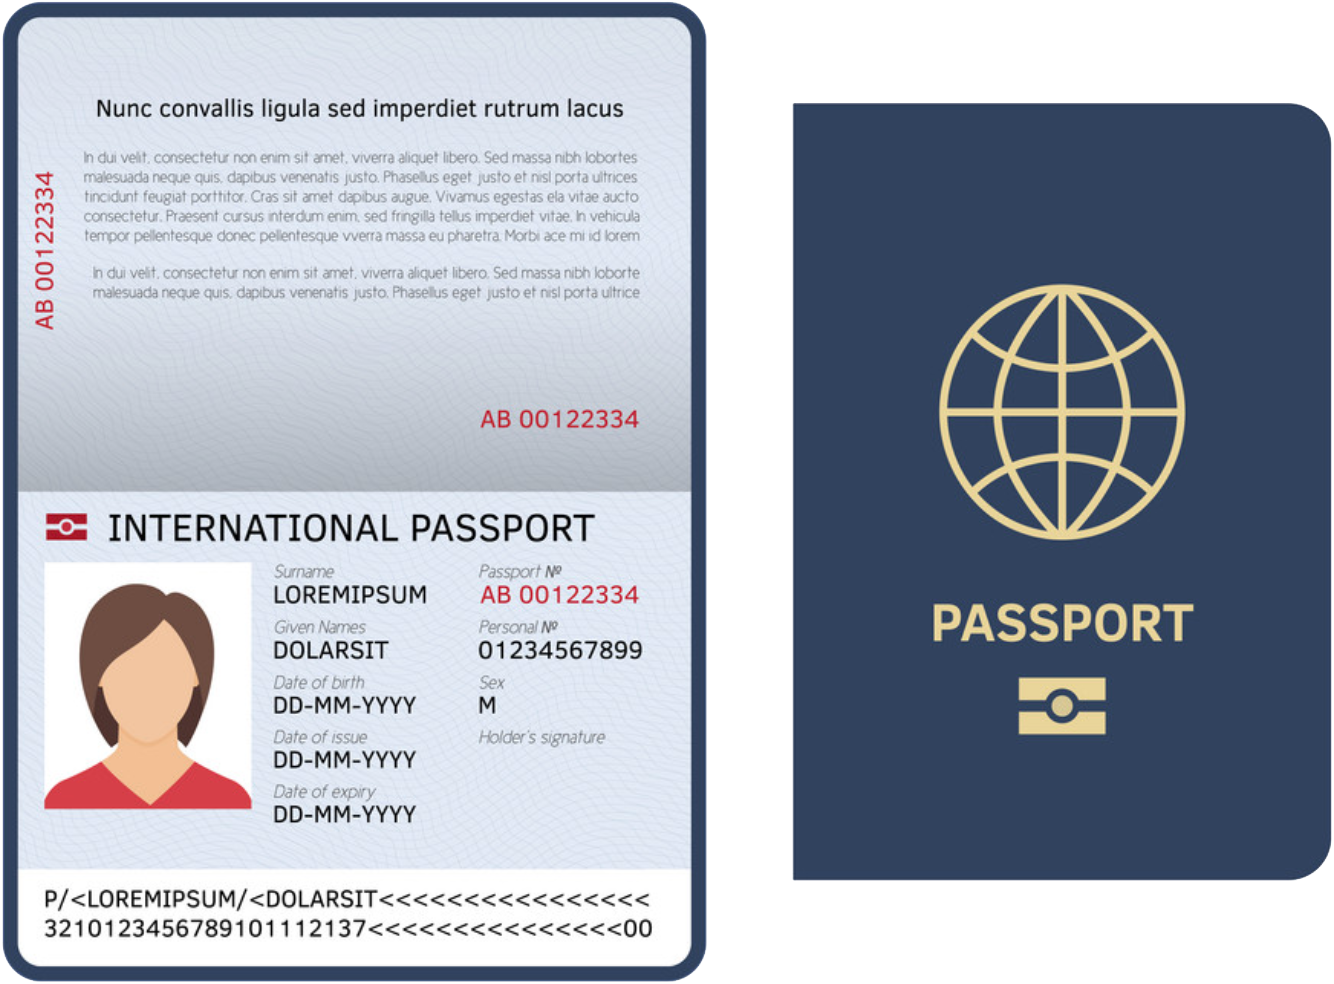 Nunc convallis ligula sed imperdiet rutrum lacus
In dui velit, consectetur non enim sit amet, viverra aliquet libero. Sed massa nibh lobortes
malesuada neque quis, dapibus venenatis justo. Phasellus eget justo et nisl porta ultrices
tincidunt feugiat porttitor. Cras sit amet dapibus augue. Vivamus egestas ela vitae aucto
consectetur. Praesent cursus interdum enim, sed fringilla tellus imperdiet vitae. In vehicula
tempor pellentesque donec pellentesque vverra massa eu pharetra. Morbi ace mi id lorem
In dui velit, consectetur non enim sit amet, viverra aliquet libero. Sed massa nibh loborte
malesuada neque quis, dapibus venenatis justo. Phasellus eget justo et nisl porta ultrice
AB 00122334
AB 00122334
INTERNATIONAL PASSPORT
Surname
LOREMIPSUM
Given Names
DOLARSIT
Date of birth
DD-MM-YYYY
Date of issue
DD-MM-YYYY
Date of expiry
DD-MM-YYYY
Passport №
AB 00122334
Personal №
01234567899
Sex
M
Holder's signature
P/<LOREMIPSUM/<DOLARSIT<<<<<<<<<<<<<<<<
3210123456789101112137<<<<<<<<<<<<<<<00
PASSPORT